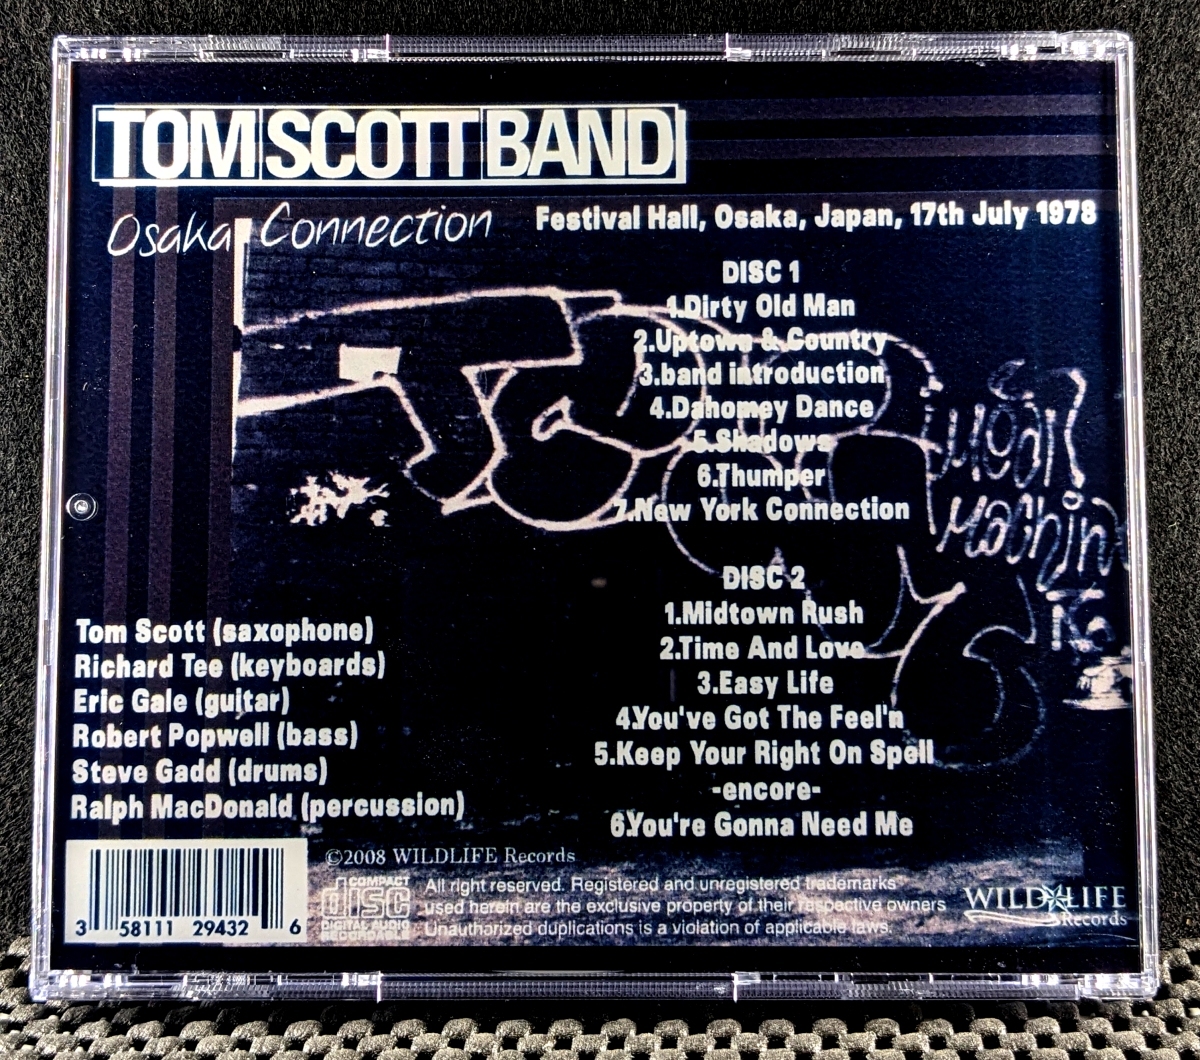 TOM SCOTT BAND
Osaka Connection
Festival Hall, Osaka, Japan, 17th July 1978
DISC 1
1.Dirty Old Man
2.Uptown & Country
3.band introduction
4.Dahomey Dance
5.Shadows
6.Thumper
7.New York Connection
DISC 2
1.Midtown Rush
2.Time And Love
3.Easy Life
4.You've Got The Feel'n
5.Keep Your Right On Spell
-encore-
6.You're Gonna Need Me
Tom Scott (saxophone)
Richard Tee (keyboards)
Eric Gale (guitar)
Robert Popwell (bass)
Steve Gadd (drums)
Ralph MacDonald (percussion)
©2008 WILDLIFE Records
3 58111 29432 6
COMPACT
disc
DIGITAL AUDIO
RECORDABLE
All right reserved. Registered and unregistered trademarks
used herein are the exclusive property of their respective owners
Unauthorized duplications is a violation of applicable laws.
WILDLIFE
Records